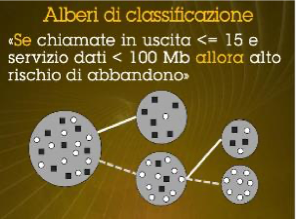 Alberi di classificazione
«Se chiamate in uscita <= 15 e
servizio dati < 100 Mb allora alto
rischio di abbandono»